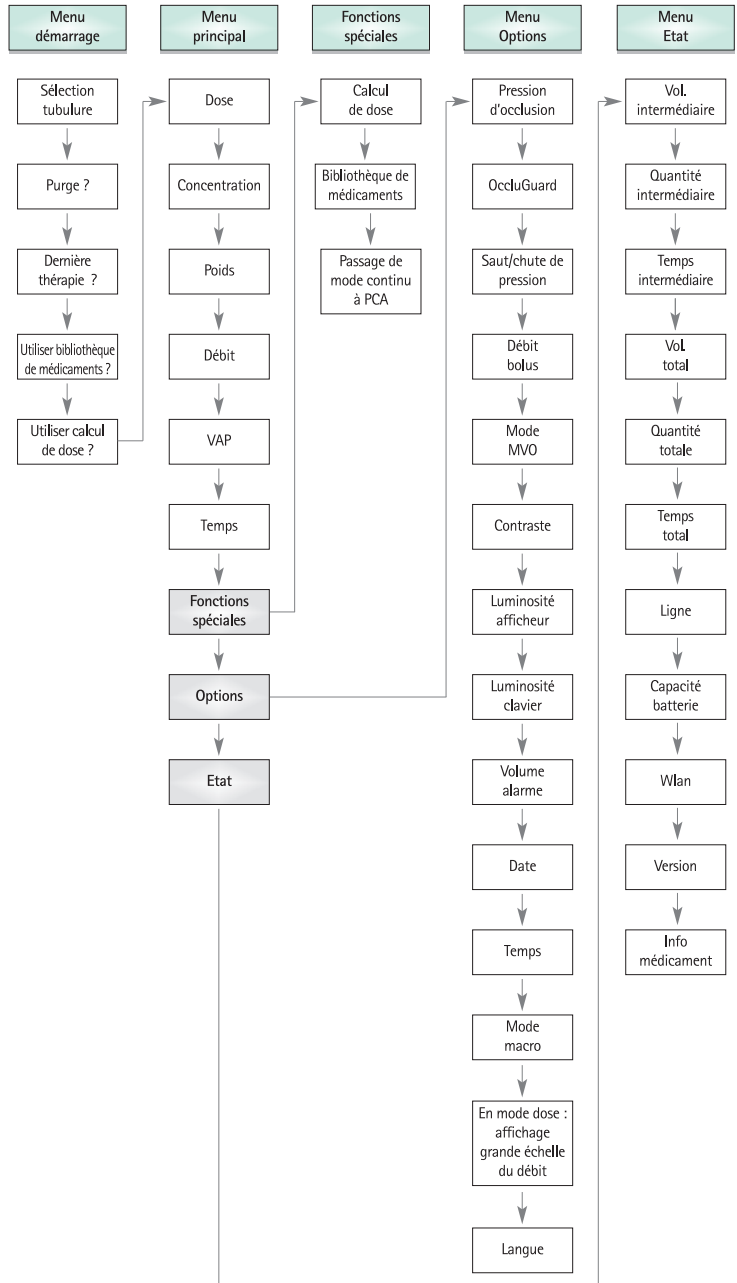 Menu
démarrage
Menu
principal
Fonctions
spéciales
Menu
Options
Menu
Etat
Sélection
tubulure
Purge ?
Dernière
thérapie ?
Utiliser bibliothèque
de médicaments ?
Utiliser calcul
de dose ?
Dose
Concentration
Poids
Débit
VAP
Temps
Fonctions
spéciales
Options
Etat
Calcul
de dose
Bibliothèque de
médicaments
Passage de
mode continu
à PCA
Pression
d'occlusion
OccluGuard
Saut/chute de
pression
Débit
bolus
Mode
MVO
Contraste
Luminosité
afficheur
Luminosité
clavier
Volume
alarme
Date
Temps
Mode
macro
En mode dose :
affichage
grande échelle
du débit
Langue
Vol.
intermédiaire
Quantité
intermédiaire
Temps
intermédiaire
Vol.
total
Quantité
totale
Temps
total
Ligne
Capacité
batterie
Wlan
Version
Info
médicament